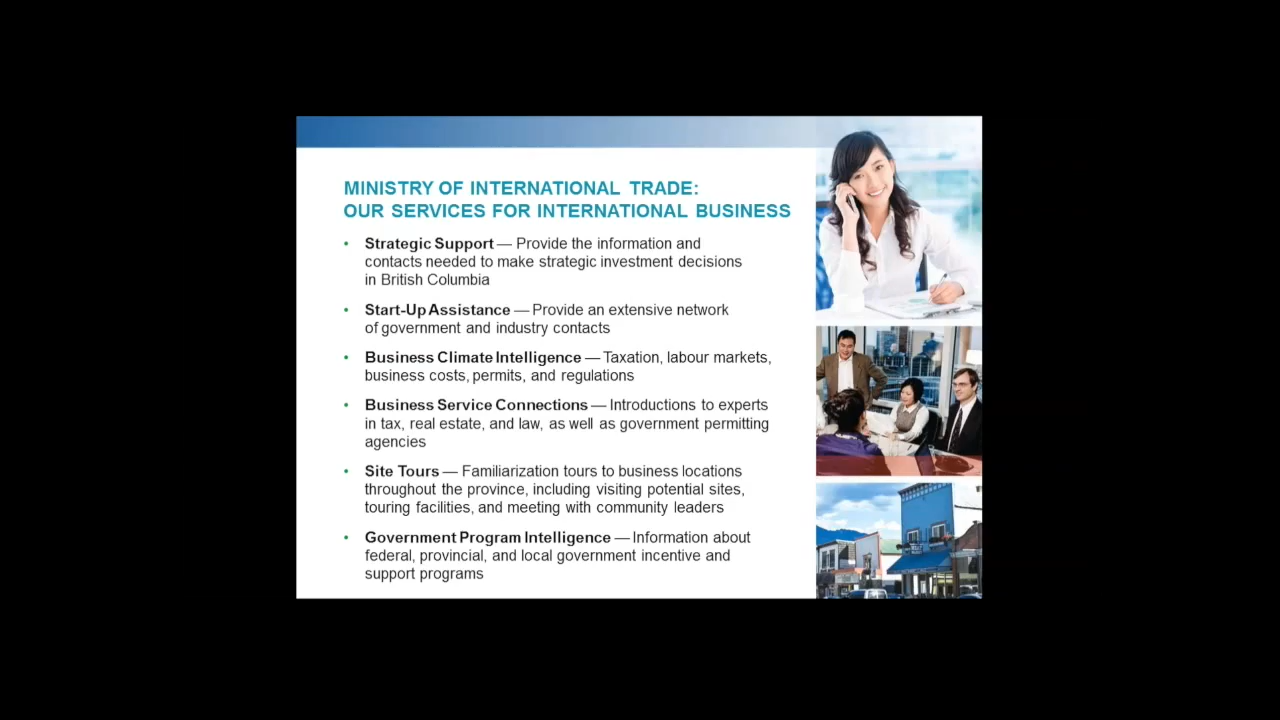 MINISTRY OF INTERNATIONAL TRADE:
OUR SERVICES FOR INTERNATIONAL BUSINESS
• Strategic Support — Provide the information and
contacts needed to make strategic investment decisions
in British Columbia
• Start-Up Assistance — Provide an extensive network
of government and industry contacts
• Business Climate Intelligence — Taxation, labour markets,
business costs, permits, and regulations
• Business Service Connections — Introductions to experts
in tax, real estate, and law, as well as government permitting
agencies
• Site Tours — Familiarization tours to business locations
throughout the province, including visiting potential sites,
touring facilities, and meeting with community leaders
• Government Program Intelligence — Information about
federal, provincial, and local government incentive and
support programs